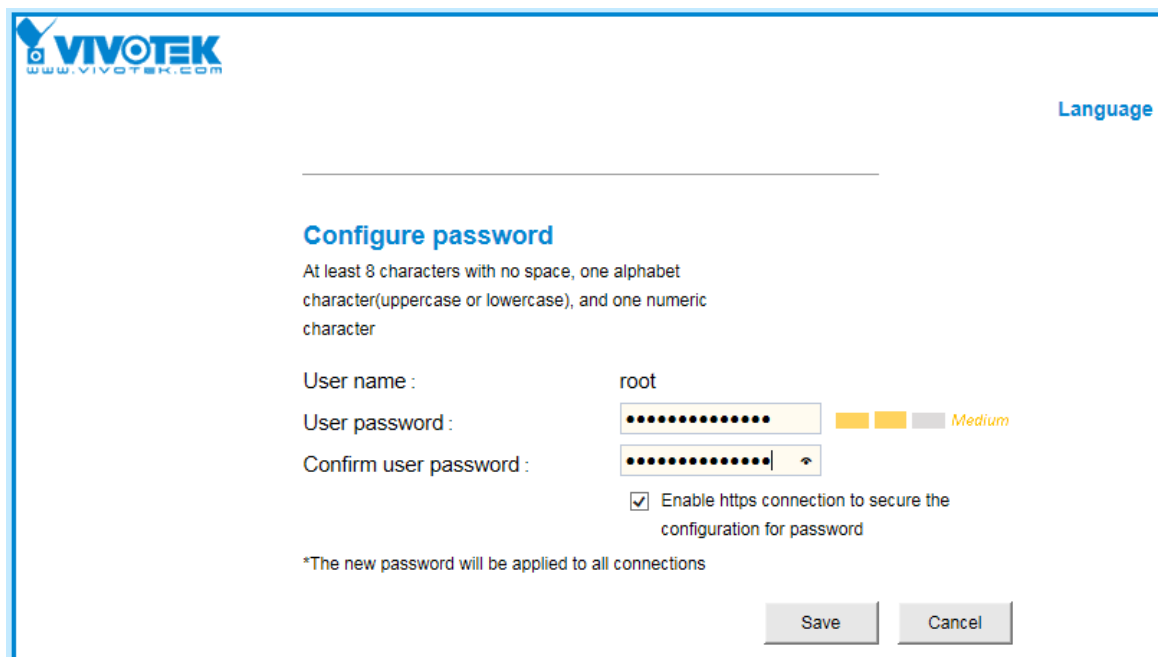 VIVOTEK
www.vivotek.com
Language
Configure password
At least 8 characters with no space, one alphabet
character(uppercase or lowercase), and one numeric
character
User name : root
User password : •••••••••••••• Medium
Confirm user password : ••••••••••••••
Enable https connection to secure the
configuration for password
*The new password will be applied to all connections
Save Cancel